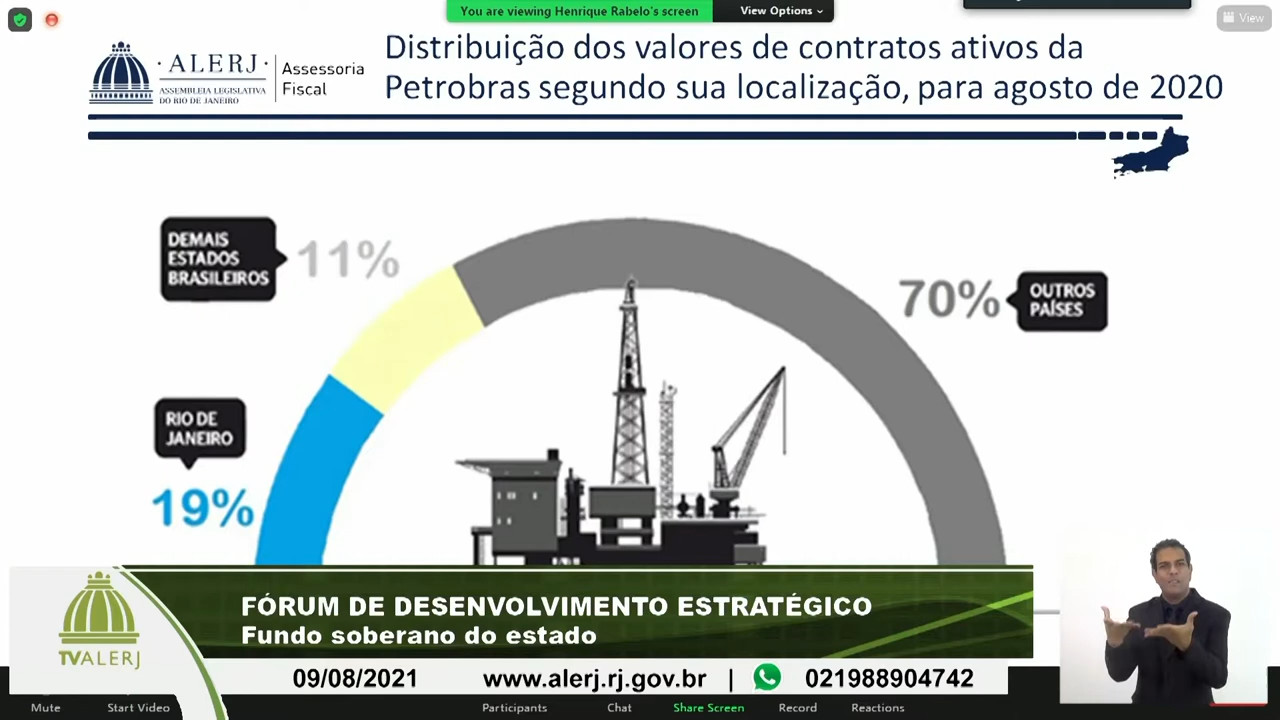 You are viewing Henrique Rabelo's screen
View Options
View
ALERJ
ASSEMBLEIA LEGISLATIVA
DO RIO DE JANEIRO
Assessoria
Fiscal
Distribuição dos valores de contratos ativos da
Petrobras segundo sua localização, para agosto de 2020
DEMAIS
ESTADOS
BRASILEIROS
11%
70%
OUTROS
PAÍSES
RIO DE
JANEIRO
19%
TVALERJ
FÓRUM DE DESENVOLVIMENTO ESTRATÉGICO
Fundo soberano do estado
09/08/2021
www.alerj.rj.gov.br | 021988904742
Mute
Start Video
Participants
Chat
Share Screen
Record
Reactions